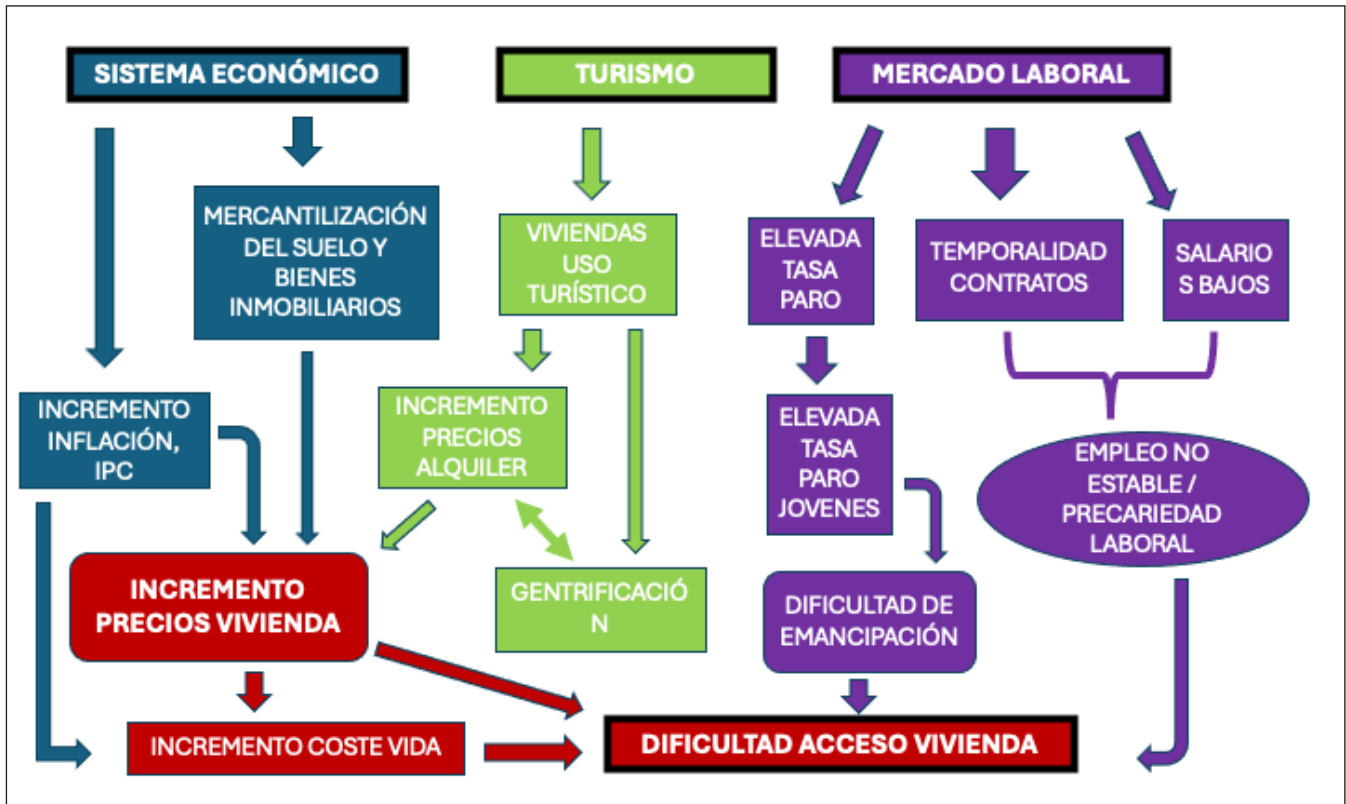 SISTEMA ECONÓMICO
TURISMO
MERCADO LABORAL
MERCANTILIZACIÓN
DEL SUELO Y
BIENES
INMOBILIARIOS
VIVIENDAS
USO
TURÍSTICO
ELEVADA
TASA
PARO
TEMPORALIDAD
CONTRATOS
SALARIO
S BAJOS
INCREMENTO
INFLACIÓN,
IPC
INCREMENTO
PRECIOS
ALQUILER
ELEVADA
TASA
PARO
JOVENES
EMPLEO NO
ESTABLE /
PRECARIEDAD
LABORAL
INCREMENTO
PRECIOS VIVIENDA
GENTRIFICACIÓ
N
DIFICULTAD DE
EMANCIPACIÓN
INCREMENTO COSTE VIDA
DIFICULTAD ACCESO VIVIENDA